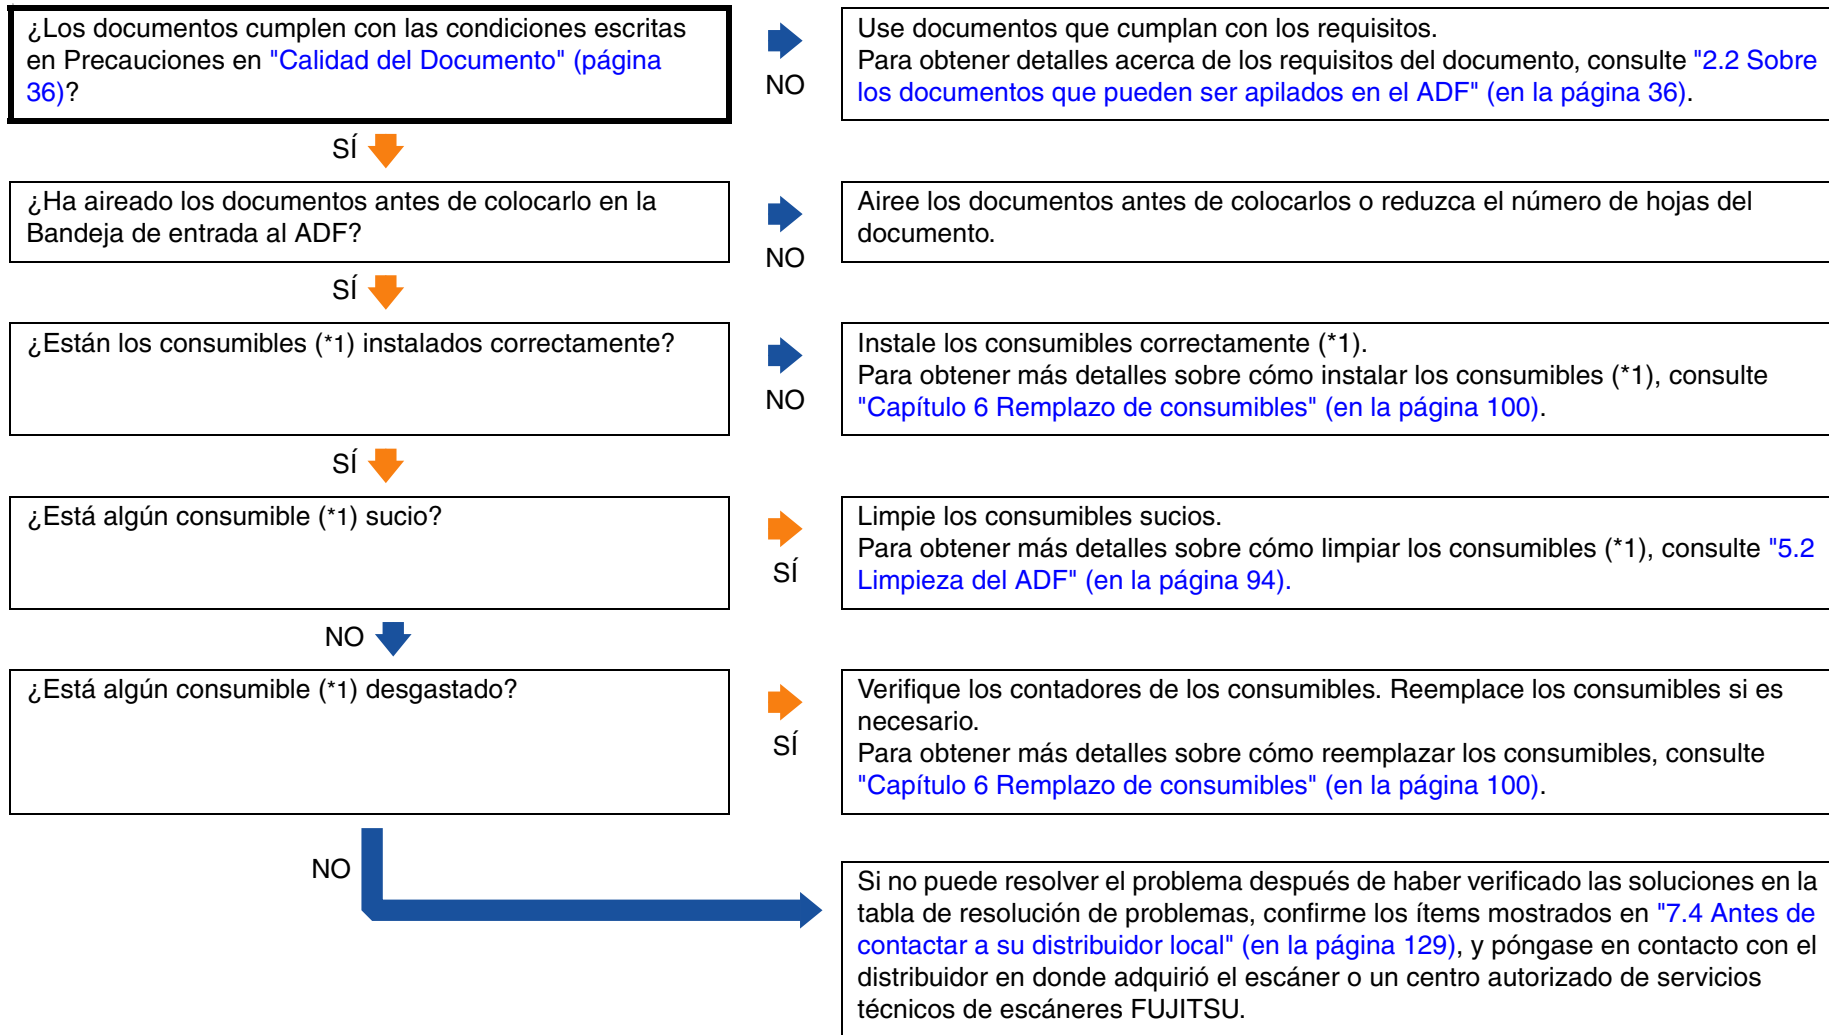 ¿Los documentos cumplen con las condiciones escritas
en Precauciones en "Calidad del Documento" (página
36)?
NO
Use documentos que cumplan con los requisitos.
Para obtener detalles acerca de los requisitos del documento, consulte "2.2 Sobre
los documentos que pueden ser apilados en el ADF" (en la página 36).
SÍ
¿Ha aireado los documentos antes de colocarlo en la
Bandeja de entrada al ADF?
NO
Airee los documentos antes de colocarlos o reduzca el número de hojas del
documento.
SÍ
¿Están los consumibles (*1) instalados correctamente?
NO
Instale los consumibles correctamente (*1).
Para obtener más detalles sobre cómo instalar los consumibles (*1), consulte
"Capítulo 6 Remplazo de consumibles" (en la página 100).
SÍ
¿Está algún consumible (*1) sucio?
SÍ
Limpie los consumibles sucios.
Para obtener más detalles sobre cómo limpiar los consumibles (*1), consulte "5.2
Limpieza del ADF" (en la página 94).
NO
¿Está algún consumible (*1) desgastado?
SÍ
Verifique los contadores de los consumibles. Reemplace los consumibles si es
necesario.
Para obtener más detalles sobre cómo reemplazar los consumibles, consulte
"Capítulo 6 Remplazo de consumibles" (en la página 100).
NO
Si no puede resolver el problema después de haber verificado las soluciones en la
tabla de resolución de problemas, confirme los ítems mostrados en "7.4 Antes de
contactar a su distribuidor local" (en la página 129), y póngase en contacto con el
distribuidor en donde adquirió el escáner o un centro autorizado de servicios
técnicos de escáneres FUJITSU.